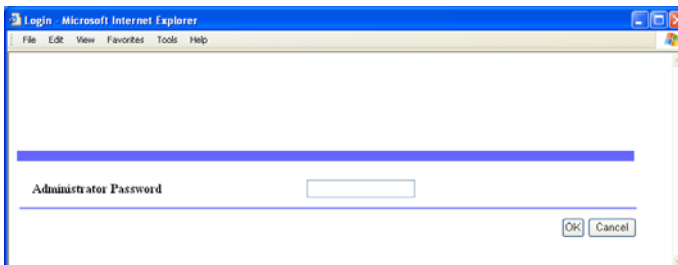 Login - Microsoft Internet Explorer
File Edit View Favorites Tools Help
Administrator Password
OK Cancel